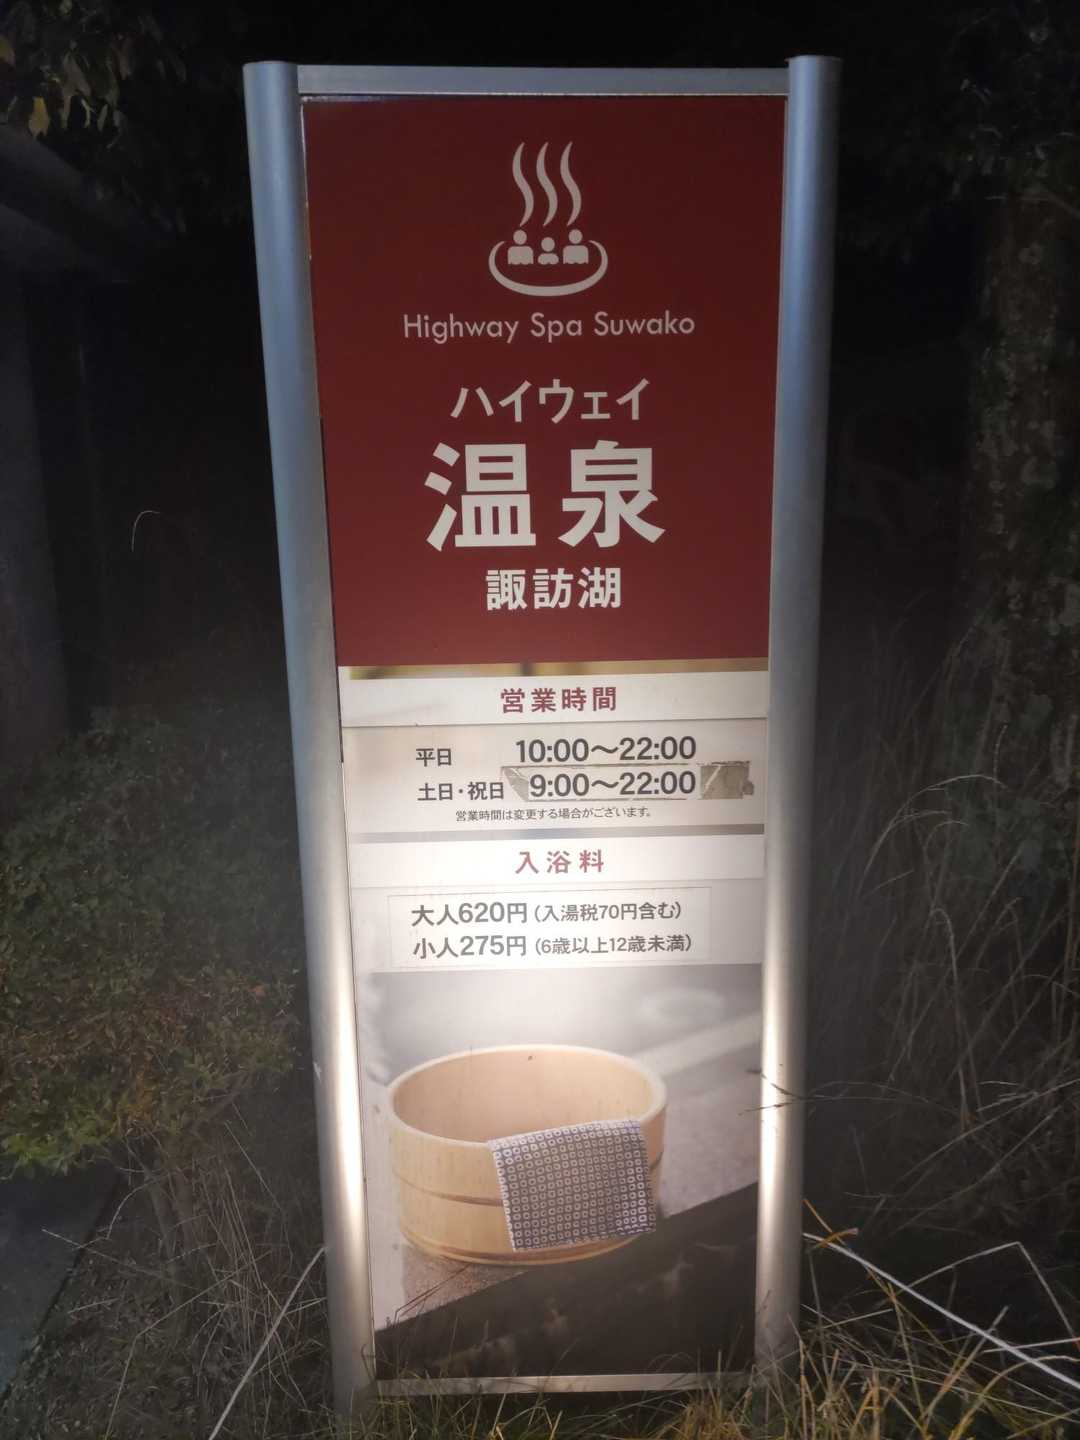 Highway Spa Suwako
ハイウェイ
温泉
諏訪湖
営業時間
平日 10:00〜22:00
土日・祝日 9:00〜22:00
営業時間は変更する場合がございます。
入浴料
大人620円（入湯税70円含む）
小人275円（6歳以上12歳未満）